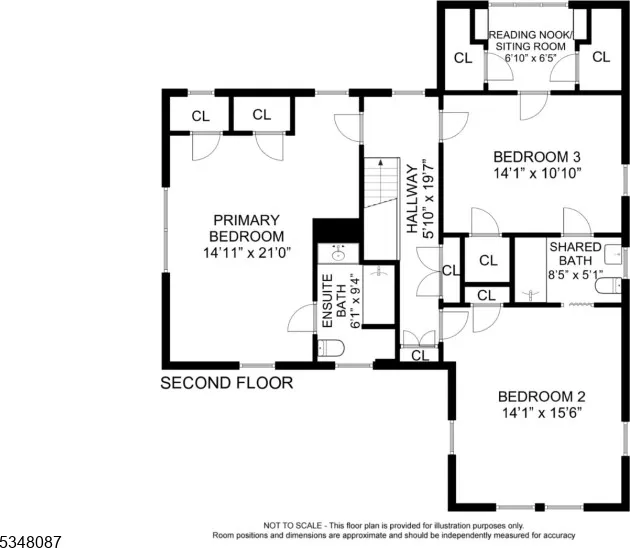 READING NOOK/
SITING ROOM
6'10" x 6'5"
CL
CL
CL
CL
BEDROOM 3
14'1" x 10'10"
HALLWAY
5'10" x 19'7"
PRIMARY
BEDROOM
14'11" x 21'0"
SHARED
BATH
8'5" x 5'1"
CL
CL
CL
ENSUITE
BATH
6'1" x 9'4"
CL
SECOND FLOOR
BEDROOM 2
14'1" x 15'6"
NOT TO SCALE - This floor plan is provided for illustration purposes only.
Room positions and dimensions are approximate and should be independently measured for accuracy
5348087